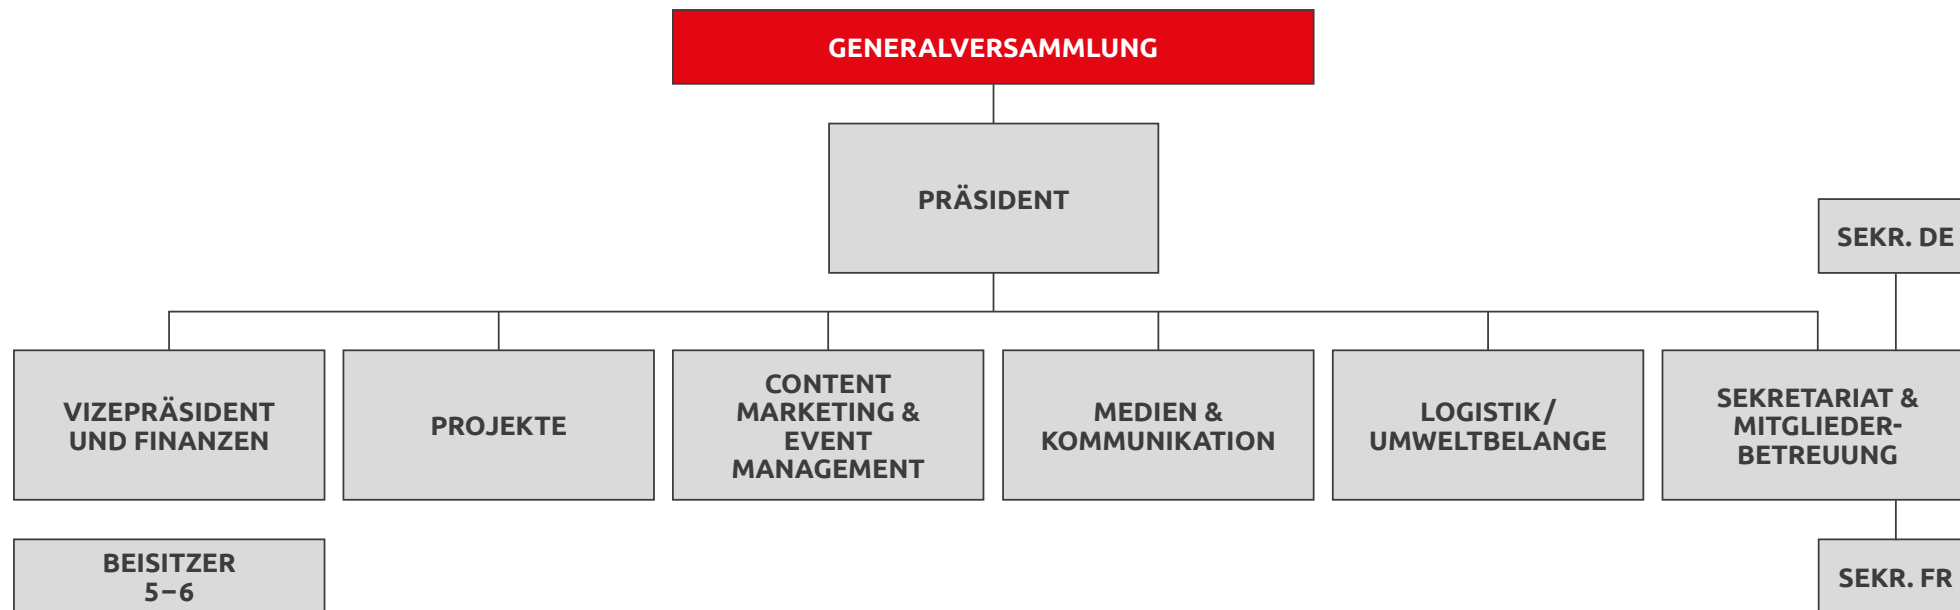 GENERALVERSAMMLUNG
PRÄSIDENT
SEKR. DE
VIZEPRÄSIDENT
UND FINANZEN
PROJEKTE
CONTENT
MARKETING &
EVENT
MANAGEMENT
MEDIEN &
KOMMUNIKATION
LOGISTIK/
UMWELTBELANGE
SEKRETARIAT &
MITGLIEDER-
BETREUUNG
BEISITZER
5–6
SEKR. FR